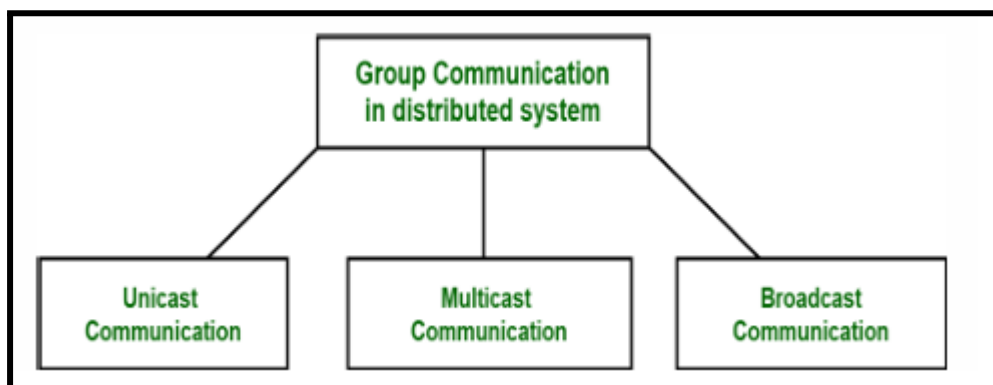 Group Communication
in distributed system
Unicast
Communication
Multicast
Communication
Broadcast
Communication